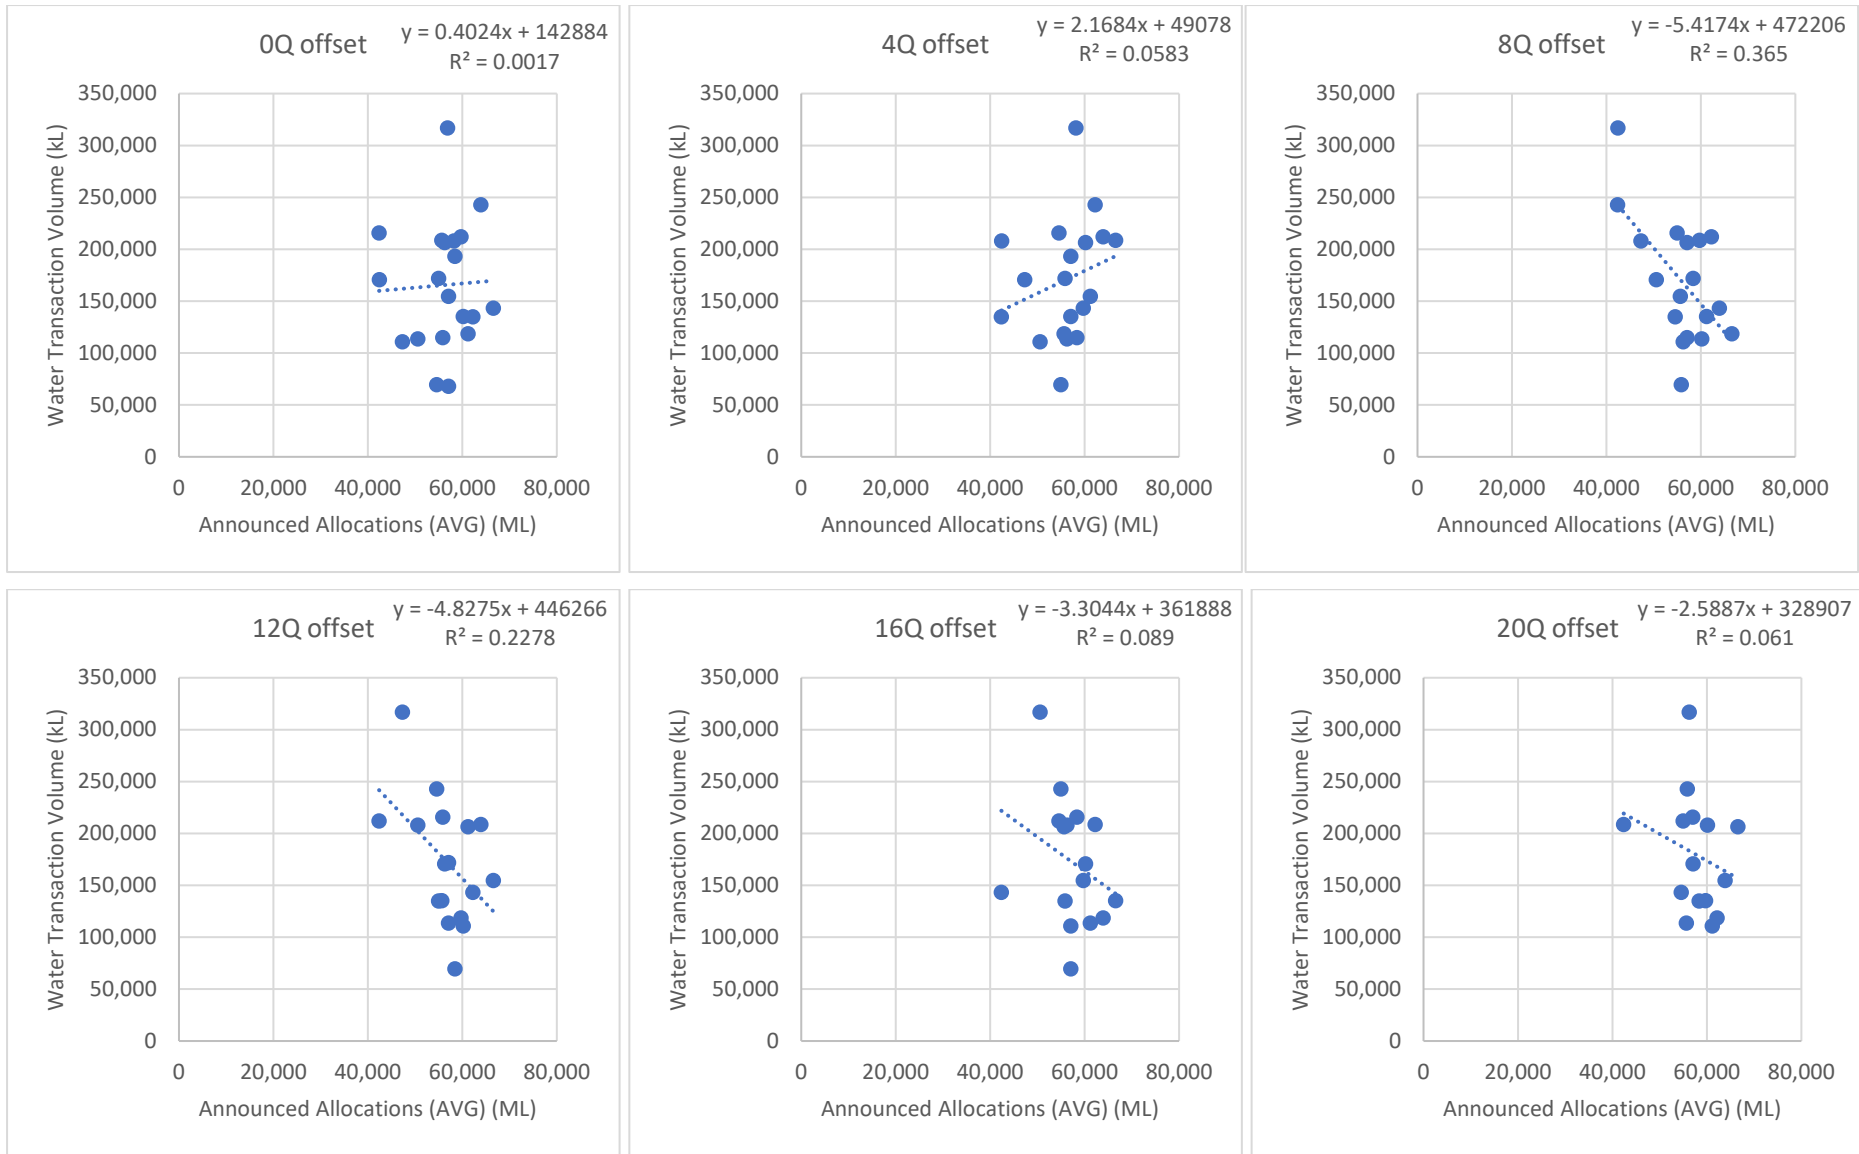 0Q offset
y = 0.4024x + 142884
R² = 0.0017
Water Transaction Volume (kL)
350,000
300,000
250,000
200,000
150,000
100,000
50,000
0
0 20,000 40,000 60,000 80,000
Announced Allocations (AVG) (ML)
4Q offset
y = 2.1684x + 49078
R² = 0.0583
Water Transaction Volume (kL)
350,000
300,000
250,000
200,000
150,000
100,000
50,000
0
0 20,000 40,000 60,000 80,000
Announced Allocations (AVG) (ML)
8Q offset
y = -5.4174x + 472206
R² = 0.365
Water Transaction Volume (kL)
350,000
300,000
250,000
200,000
150,000
100,000
50,000
0
0 20,000 40,000 60,000 80,000
Announced Allocations (AVG) (ML)
12Q offset
y = -4.8275x + 446266
R² = 0.2278
Water Transaction Volume (kL)
350,000
300,000
250,000
200,000
150,000
100,000
50,000
0
0 20,000 40,000 60,000 80,000
Announced Allocations (AVG) (ML)
16Q offset
y = -3.3044x + 361888
R² = 0.089
Water Transaction Volume (kL)
350,000
300,000
250,000
200,000
150,000
100,000
50,000
0
0 20,000 40,000 60,000 80,000
Announced Allocations (AVG) (ML)
20Q offset
y = -2.5887x + 328907
R² = 0.061
Water Transaction Volume (kL)
350,000
300,000
250,000
200,000
150,000
100,000
50,000
0
0 20,000 40,000 60,000 80,000
Announced Allocations (AVG) (ML)